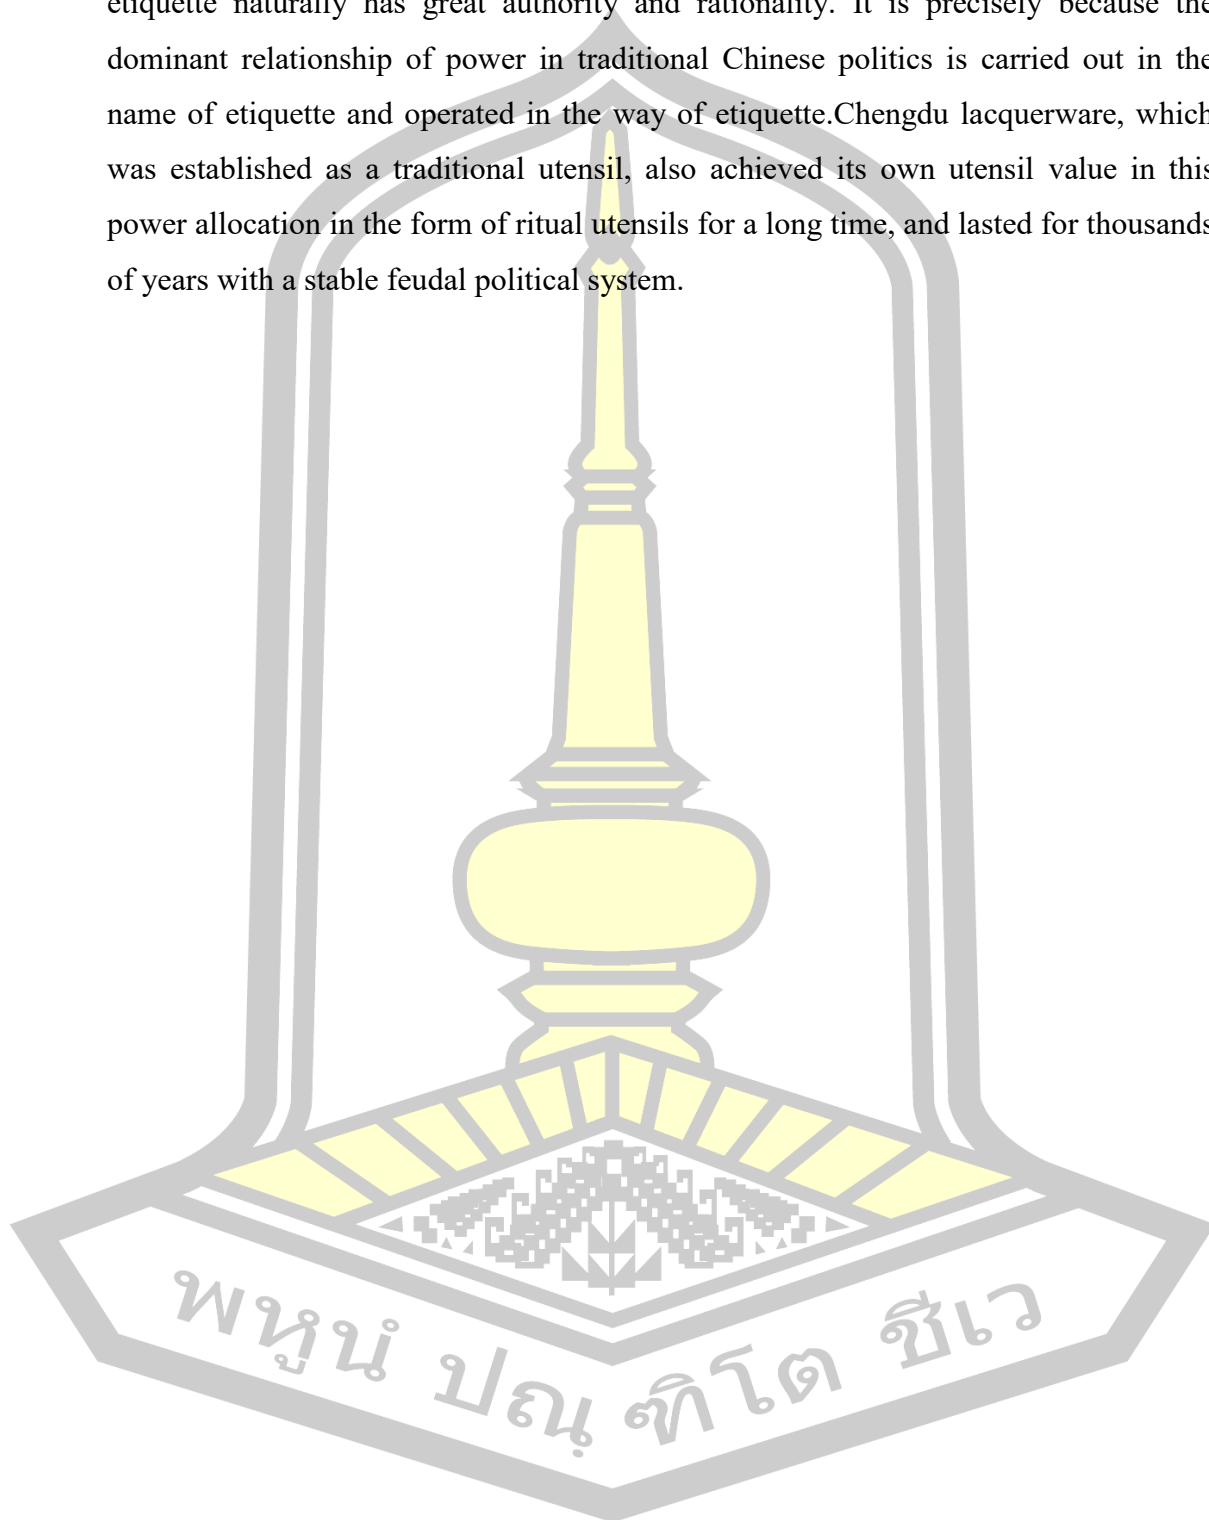 etiquette naturally has great authority and rationality. It is precisely because the
dominant relationship of power in traditional Chinese politics is carried out in the
name of etiquette and operated in the way of etiquette.Chengdu lacquerware, which
was established as a traditional utensil, also achieved its own utensil value in this
power allocation in the form of ritual utensils for a long time, and lasted for thousands
of years with a stable feudal political system.
พหูนํ ปณฺฑิโต ชีเว